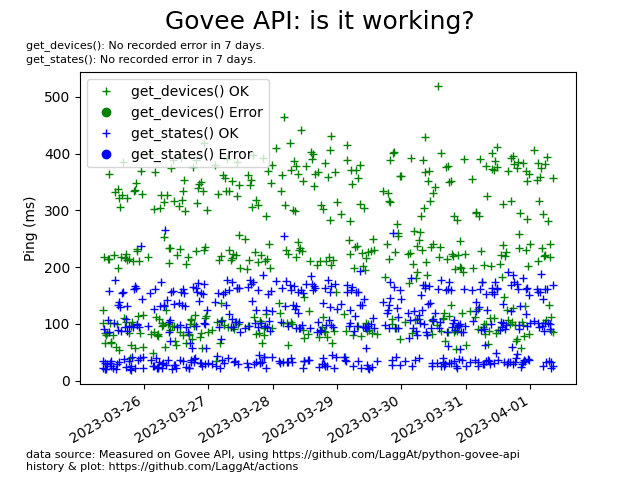 Govee API: is it working?
get_devices(): No recorded error in 7 days.
get_states(): No recorded error in 7 days.
get_devices() OK
get_devices() Error
get_states() OK
get_states() Error
Ping (ms)
500
400
300
200
100
0
2023-03-26
2023-03-27
2023-03-28
2023-03-29
2023-03-30
2023-03-31
2023-04-01
data source: Measured on Govee API, using https://github.com/LaggAt/python-govee-api
history & plot: https://github.com/LaggAt/actions